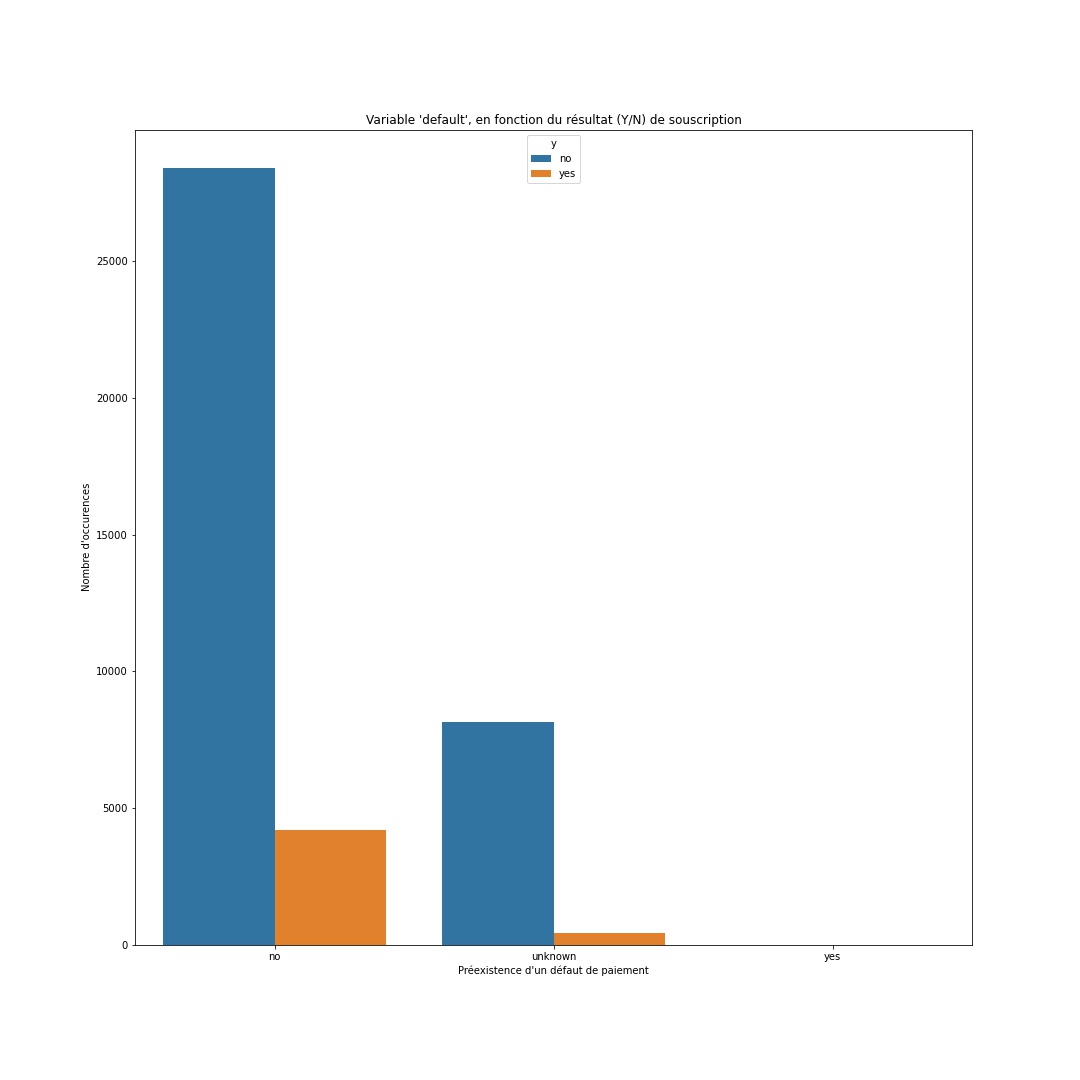 Variable 'default', en fonction du résultat (Y/N) de souscription
y
no
yes
25000
20000
15000
10000
5000
0
Nombre d'occurences
no unknown yes
Préexistence d'un défaut de paiement